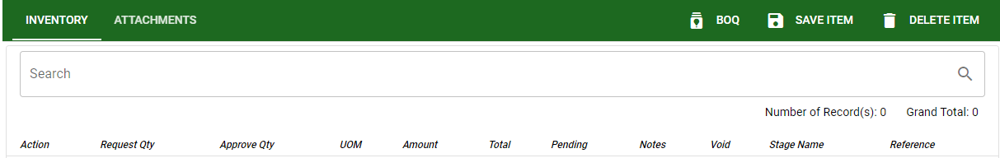 INVENTORY ATTACHMENTS BOQ SAVE ITEM DELETE ITEM
Search
Number of Record(s): 0 Grand Total: 0
Action Request Qty Approve Qty UOM Amount Total Pending Notes Void Stage Name Reference